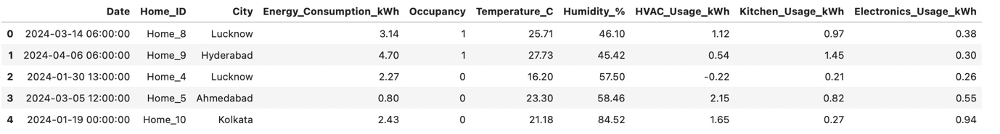 Date Home_ID City Energy_Consumption_kWh Occupancy Temperature_C Humidity_% HVAC_Usage_kWh Kitchen_Usage_kWh Electronics_Usage_kWh
0 2024-03-14 06:00:00 Home_8 Lucknow 3.14 1 25.71 46.10 1.12 0.97 0.38
1 2024-04-06 06:00:00 Home_9 Hyderabad 4.70 1 27.73 45.42 0.54 1.45 0.30
2 2024-01-30 13:00:00 Home_4 Lucknow 2.27 0 16.20 57.50 -0.22 0.21 0.26
3 2024-03-05 12:00:00 Home_5 Ahmedabad 0.80 0 23.30 58.46 2.15 0.82 0.55
4 2024-01-19 00:00:00 Home_10 Kolkata 2.43 0 21.18 84.52 1.65 0.27 0.94